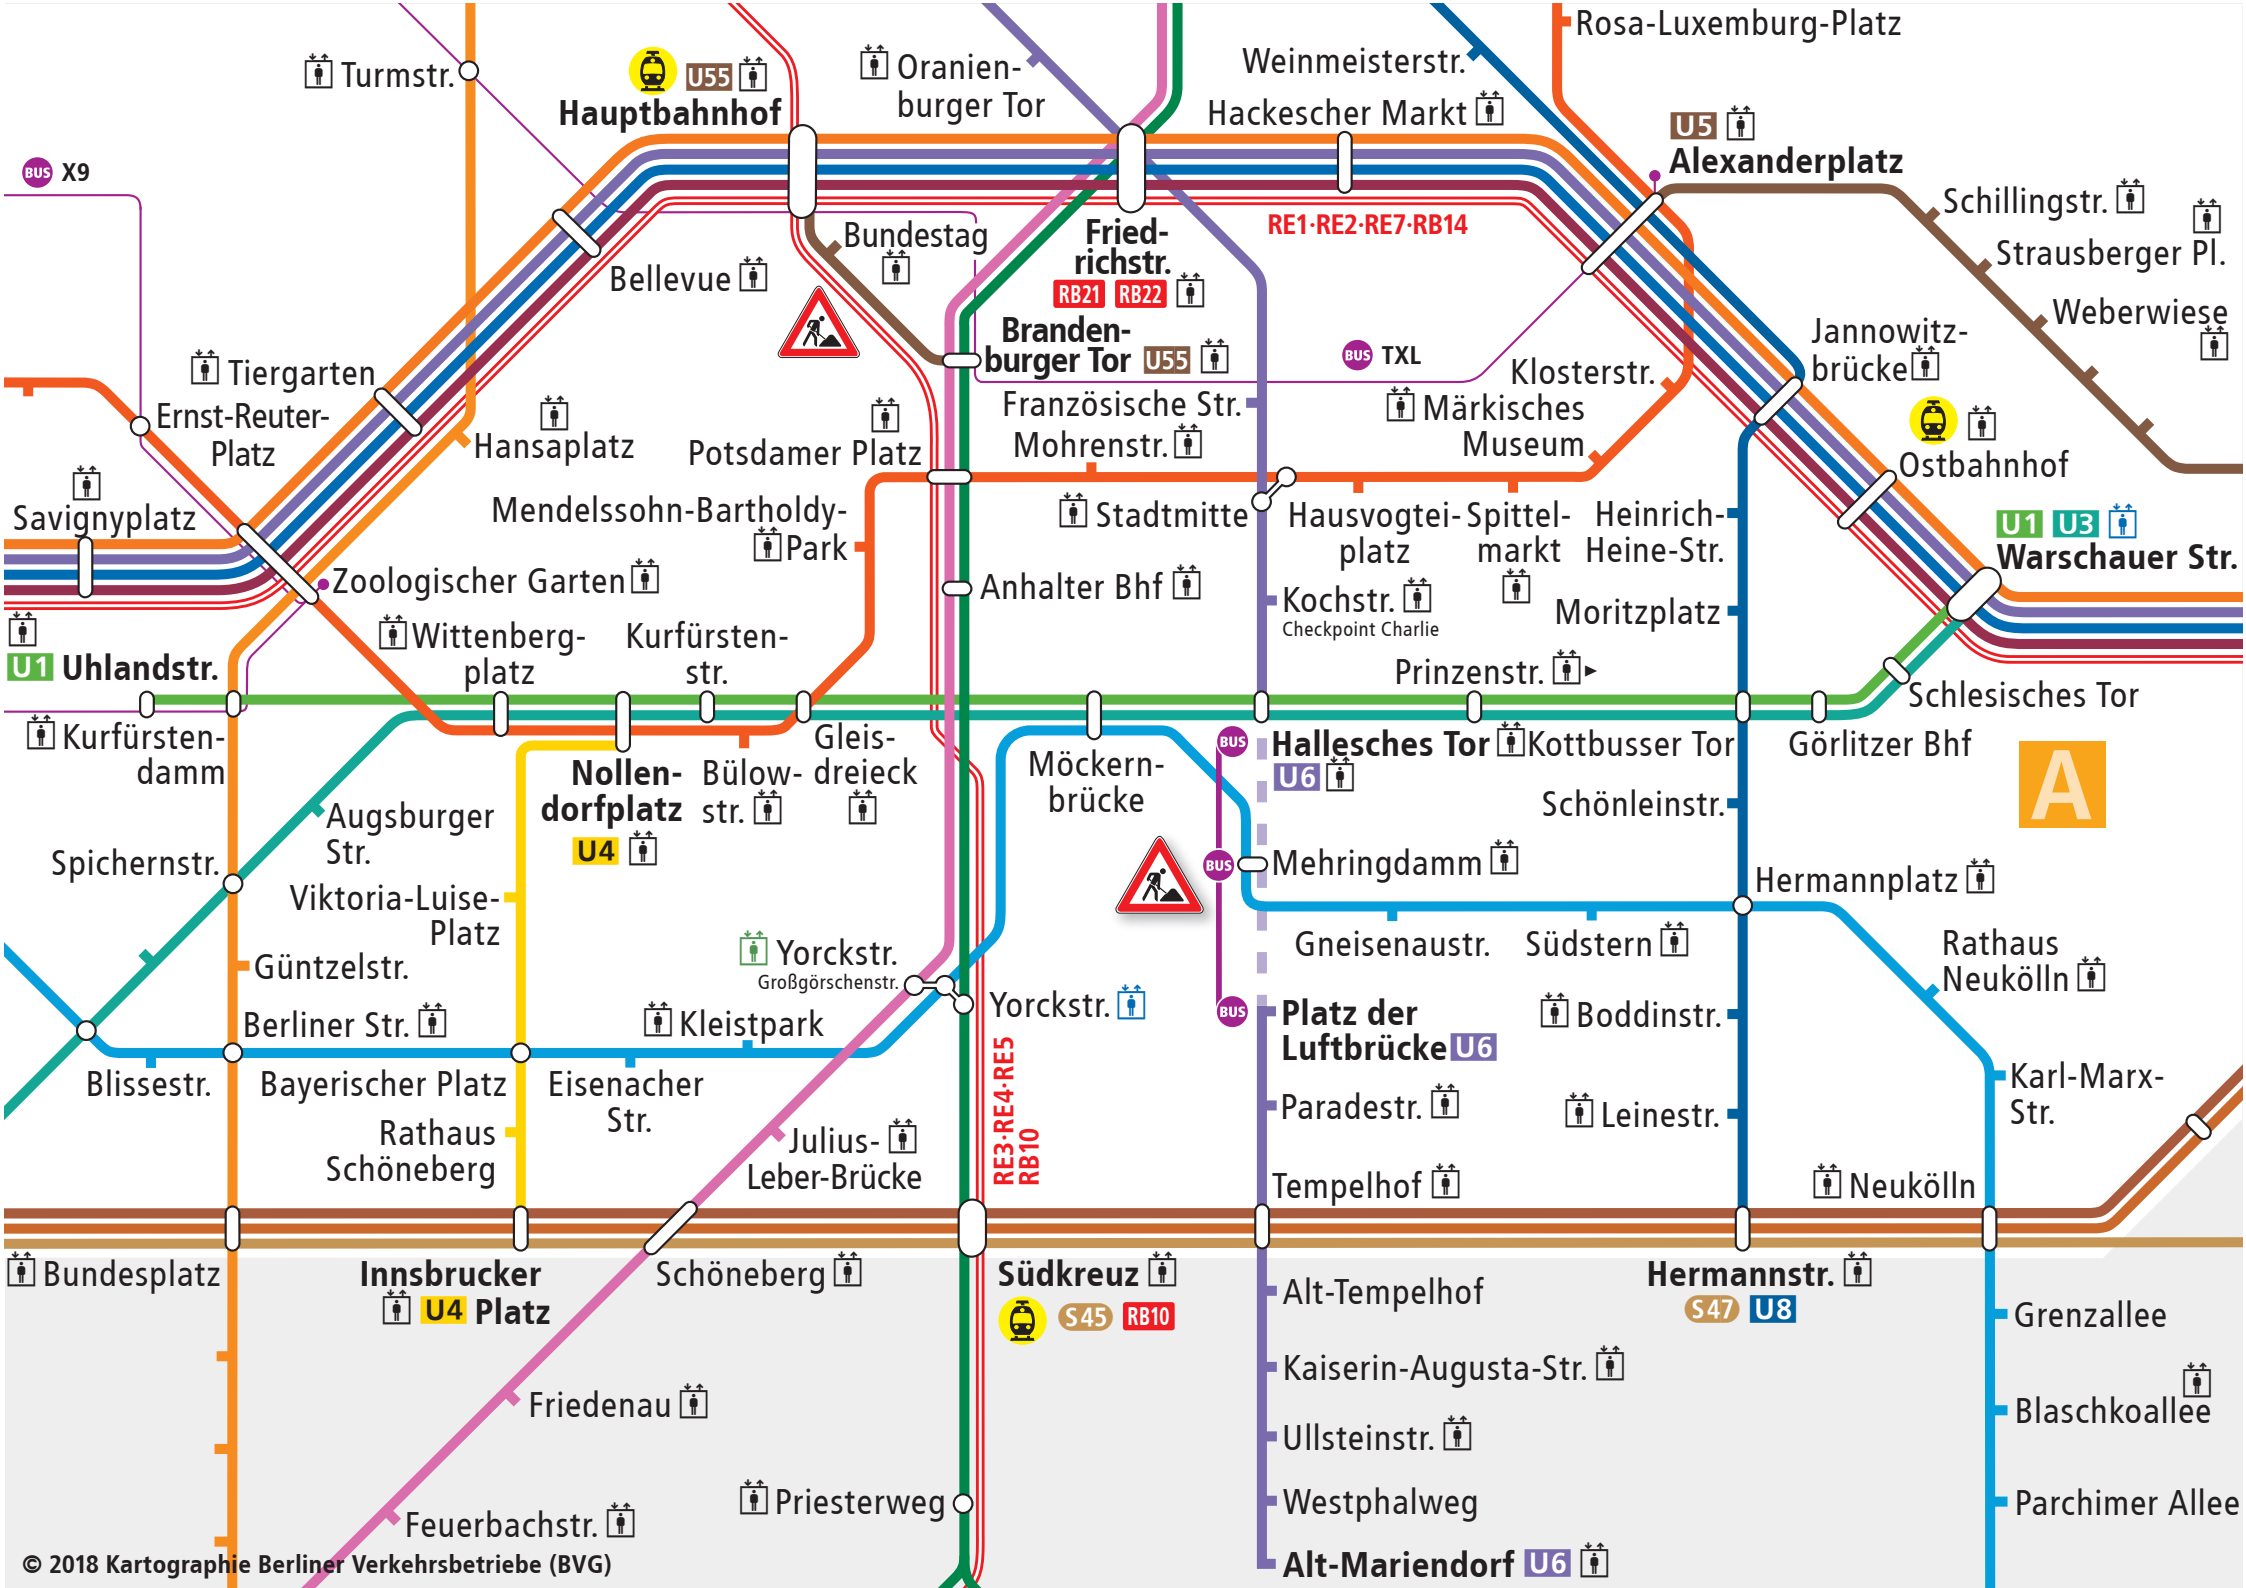 Rosa-Luxemburg-Platz
Turmstr.
U55
Hauptbahnhof
Oranien-
burger Tor
Weinmeisterstr.
Hackescher Markt
U5
Alexanderplatz
BUS X9
Schillingstr.
Strausberger Pl.
Weberwiese
Bellevue
Bundestag
Fried-
richstr.
RB21 RB22
RE1·RE2·RE7·RB14
Branden-
burger Tor U55
BUS TXL
Jannowitz-
brücke
Tiergarten
Ernst-Reuter-
Platz
Hansaplatz
Potsdamer Platz
Französische Str.
Mohrenstr.
Klosterstr.
Märkisches
Museum
Ostbahnhof
Savignyplatz
Mendelssohn-Bartholdy-
Park
Stadtmitte
Hausvogtei-
platz
Spittel-
markt
Heinrich-
Heine-Str.
U1 U3
Warschauer Str.
Zoologischer Garten
Anhalter Bhf
Kochstr.
Checkpoint Charlie
Moritzplatz
U1 Uhlandstr.
Wittenberg-
platz
Kurfürsten-
str.
Prinzenstr.
Schlesisches Tor
Kurfürsten-
damm
Nollen-
dorfplatz
U4
Bülow-
str.
Gleis-
dreieck
Möckern-
brücke
BUS
Hallesches Tor
U6
Kottbusser Tor
Görlitzer Bhf
A
Augsburger
Str.
Spichernstr.
Schönleinstr.
Viktoria-Luise-
Platz
BUS
Mehringdamm
Hermannplatz
Güntzelstr.
Yorckstr.
Großgörschenstr.
Gneisenaustr.
Südstern
Rathaus
Neukölln
Yorckstr.
BUS
Platz der
Luftbrücke U6
Boddinstr.
Berliner Str.
Kleistpark
Blissestr.
Bayerischer Platz
Eisenacher
Str.
RE3·RE4·RE5
RB10
Paradestr.
Leinestr.
Karl-Marx-
Str.
Rathaus
Schöneberg
Julius-
Leber-Brücke
Tempelhof
Neukölln
Bundesplatz
Innsbrucker
U4 Platz
Schöneberg
Südkreuz
S45 RB10
Alt-Tempelhof
Hermannstr.
S47 U8
Grenzallee
Kaiserin-Augusta-Str.
Friedenau
Blaschkoallee
Ullsteinstr.
Priesterweg
Westphalweg
Parchimer Allee
Feuerbachstr.
Alt-Mariendorf U6
© 2018 Kartographie Berliner Verkehrsbetriebe (BVG)